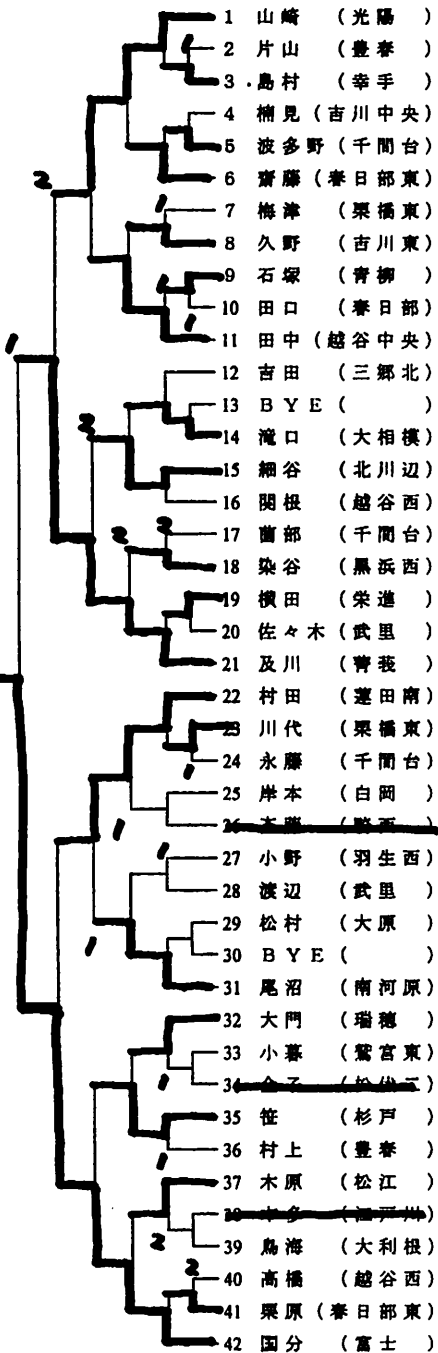 1 山崎 (光陽)
2 片山 (豊春)
3 島村 (幸手)
4 楠見 (吉川中央)
5 波多野 (千間台)
6 齋藤 (春日部東)
7 梅津 (栗橋東)
8 久野 (吉川東)
9 石塚 (青柳)
10 田口 (春日部)
11 田中 (越谷中央)
12 吉田 (三郷北)
13 BYE ( )
14 滝口 (大相模)
15 細谷 (北川辺)
16 関根 (越谷西)
17 薗部 (千間台)
18 染谷 (黒浜西)
19 横田 (栄進)
20 佐々木 (武里)
21 及川 (菁莪)
22 村田 (蓮田南)
23 川代 (栗橋東)
24 永藤 (千間台)
25 岸本 (白岡)
26
27 小野 (羽生西)
28 渡辺 (武里)
29 松村 (大原)
30 BYE ( )
31 尾沼 (南河原)
32 大門 (瑞穂)
33 小暮 (鷲宮東)
34
35 笹 (杉戸)
36 村上 (豊春)
37 木原 (松江)
38
39 鳥海 (大利根)
40 高橋 (越谷西)
41 栗原 (春日部東)
42 国分 (富士)
1
2
1
1
1
2
2
2
1
1
1
1
1
1
2
2